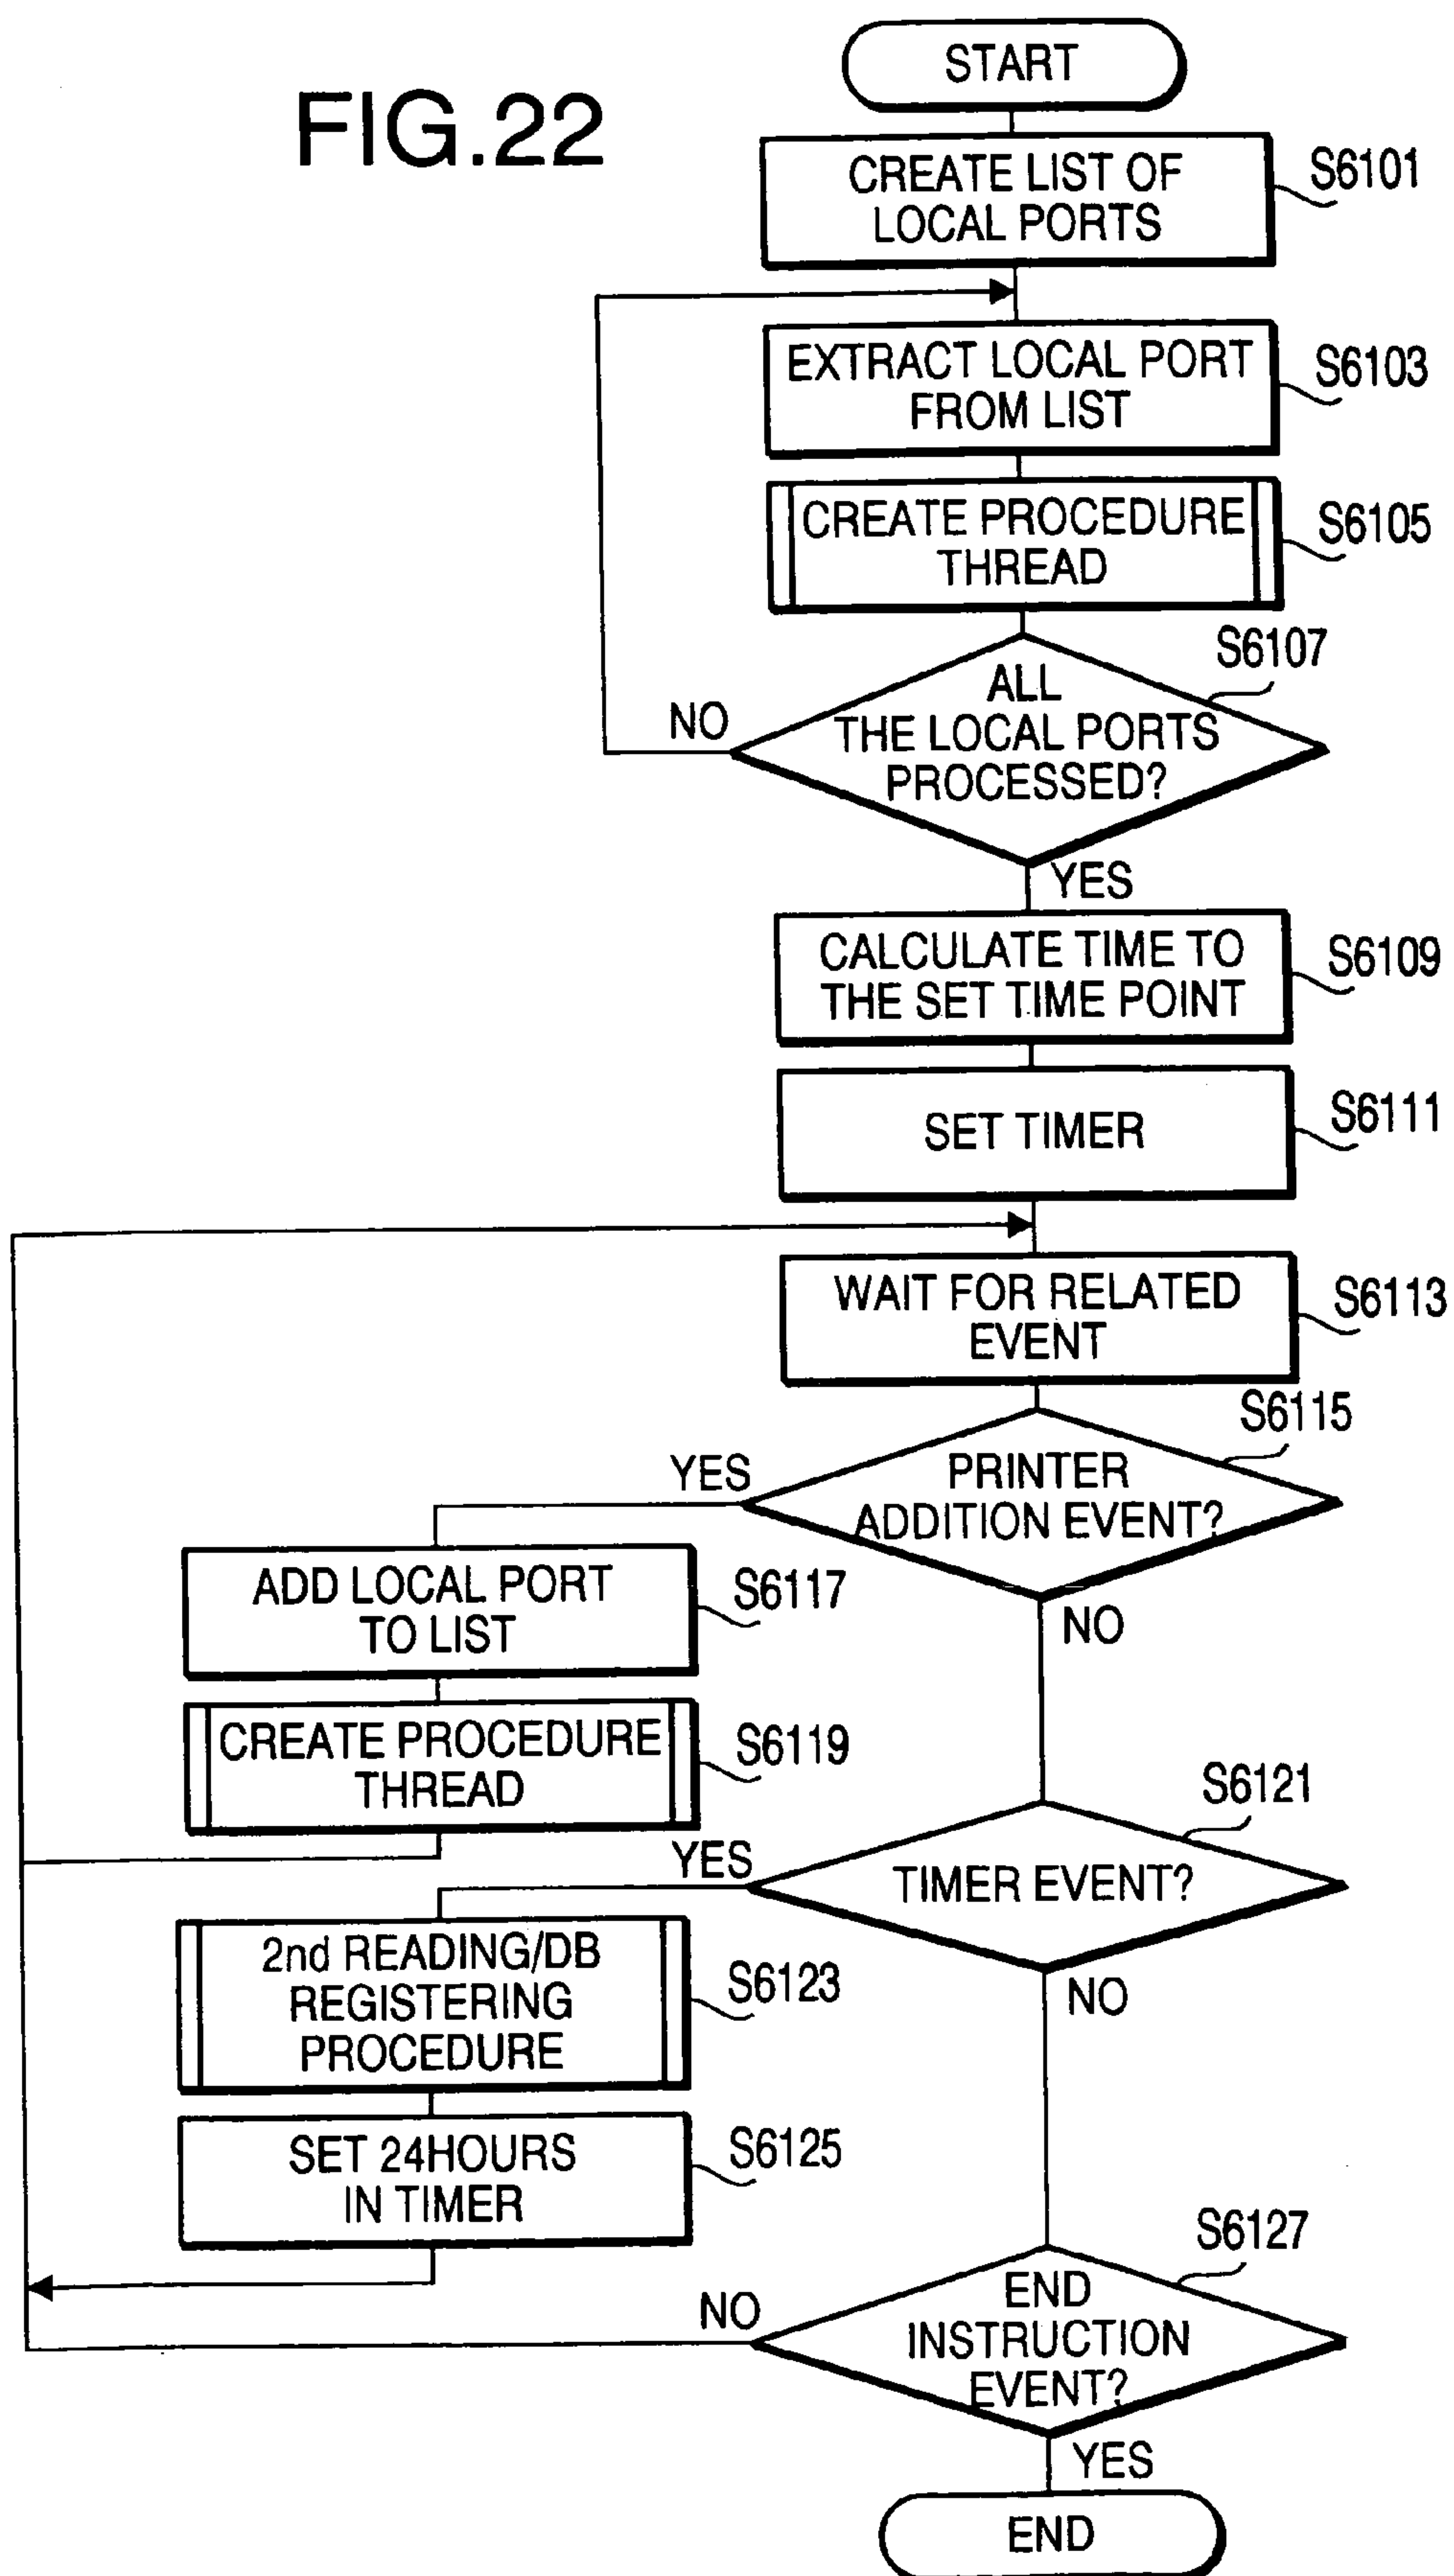 FIG.22
START
CREATE LIST OF
LOCAL PORTS
S6101
EXTRACT LOCAL PORT
FROM LIST
S6103
CREATE PROCEDURE
THREAD
S6105
S6107
ALL
THE LOCAL PORTS
PROCESSED?
NO
YES
CALCULATE TIME TO
THE SET TIME POINT
S6109
SET TIMER
S6111
WAIT FOR RELATED
EVENT
S6113
S6115
PRINTER
ADDITION EVENT?
YES
NO
ADD LOCAL PORT
TO LIST
S6117
CREATE PROCEDURE
THREAD
S6119
S6121
TIMER EVENT?
YES
NO
2nd READING/DB
REGISTERING
PROCEDURE
S6123
SET 24HOURS
IN TIMER
S6125
S6127
END
INSTRUCTION
EVENT?
NO
YES
END